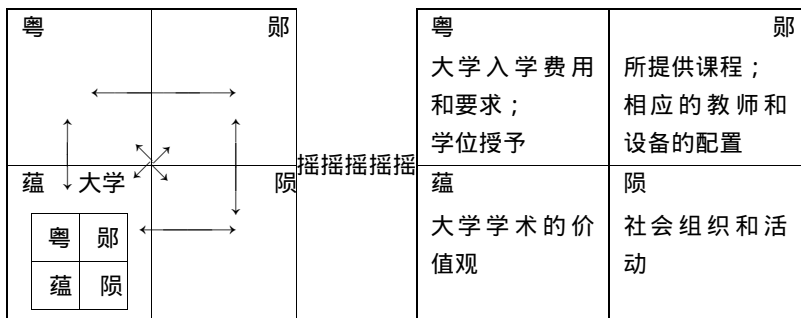 粤 郧
蕴 大学 陨
粤 郧
蕴 陨
摇摇摇摇摇
粤 郧
大学入学费用
和要求；
学位授予
所提供课程；
相应的教师和
设备的配置
蕴 陨
大学学术的价
值观
社会组织和活
动